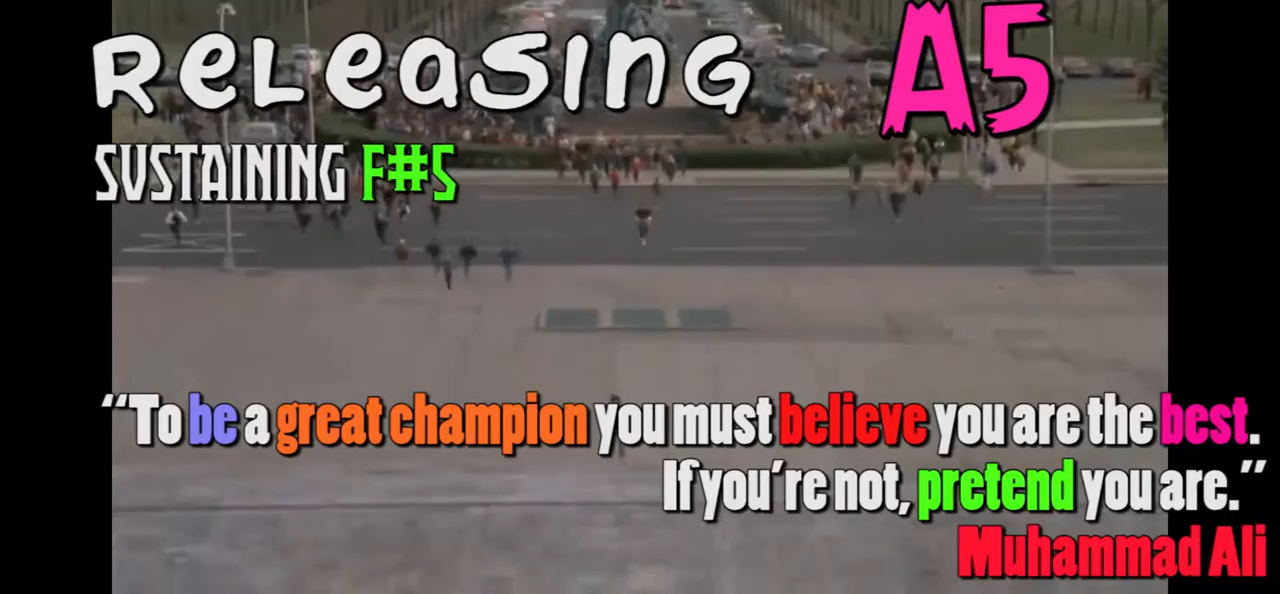 Releasing A5
SUSTAINING F#5
“To be a great champion you must believe you are the best.
If you're not, pretend you are.”
Muhammad Ali